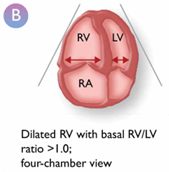 B
RV
LV
RA
Dilated RV with basal RV/LV
ratio >1.0;
four-chamber view